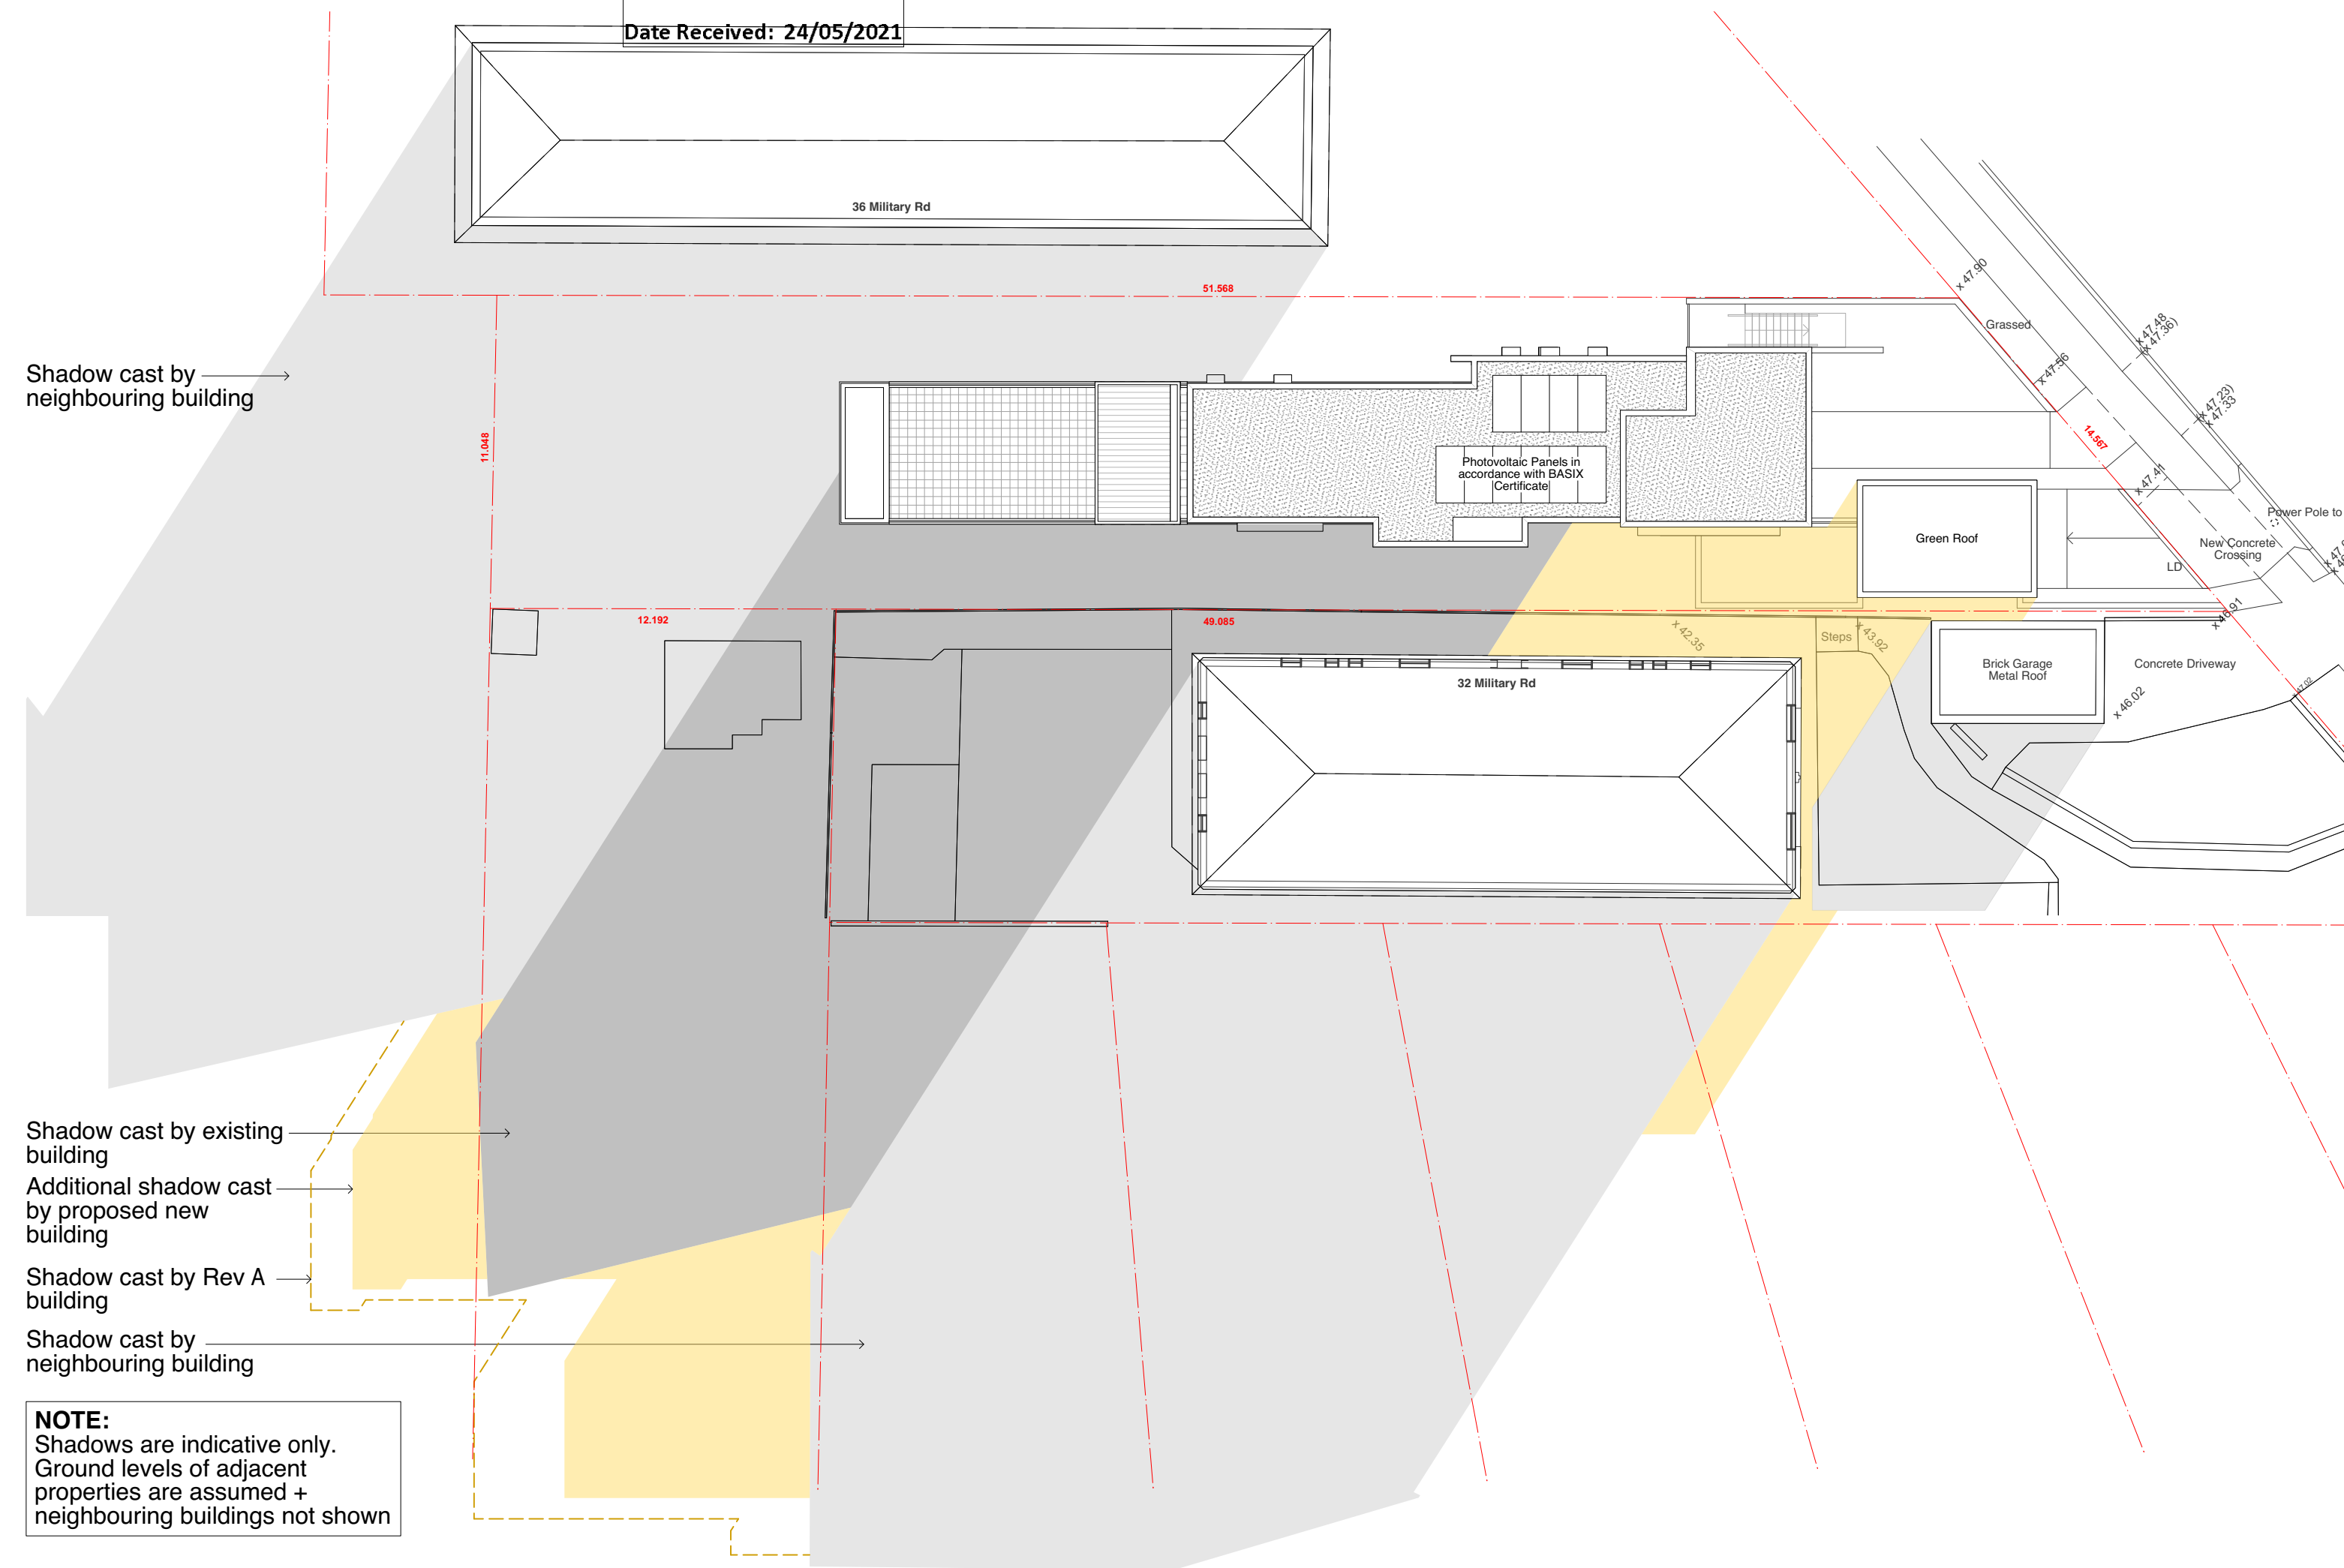 Date Received: 24/05/2021
36 Military Rd
51.568
x 47.90
Grassed
x 47.48
(x 47.36)
x 47.56
Shadow cast by
neighbouring building
(x 47.23)
x 47.33
14.567
11.048
Photovoltaic Panels in
accordance with BASIX
Certificate
x 47.41
Power Pole to
Green Roof
New Concrete
Crossing
LD
x 46.91
12.192
49.085
x 42.35
Steps
x 43.92
32 Military Rd
Brick Garage
Metal Roof
Concrete Driveway
x 47.02
x 46.02
Shadow cast by existing
building
Additional shadow cast
by proposed new
building
Shadow cast by Rev A
building
Shadow cast by
neighbouring building
NOTE:
Shadows are indicative only.
Ground levels of adjacent
properties are assumed +
neighbouring buildings not shown